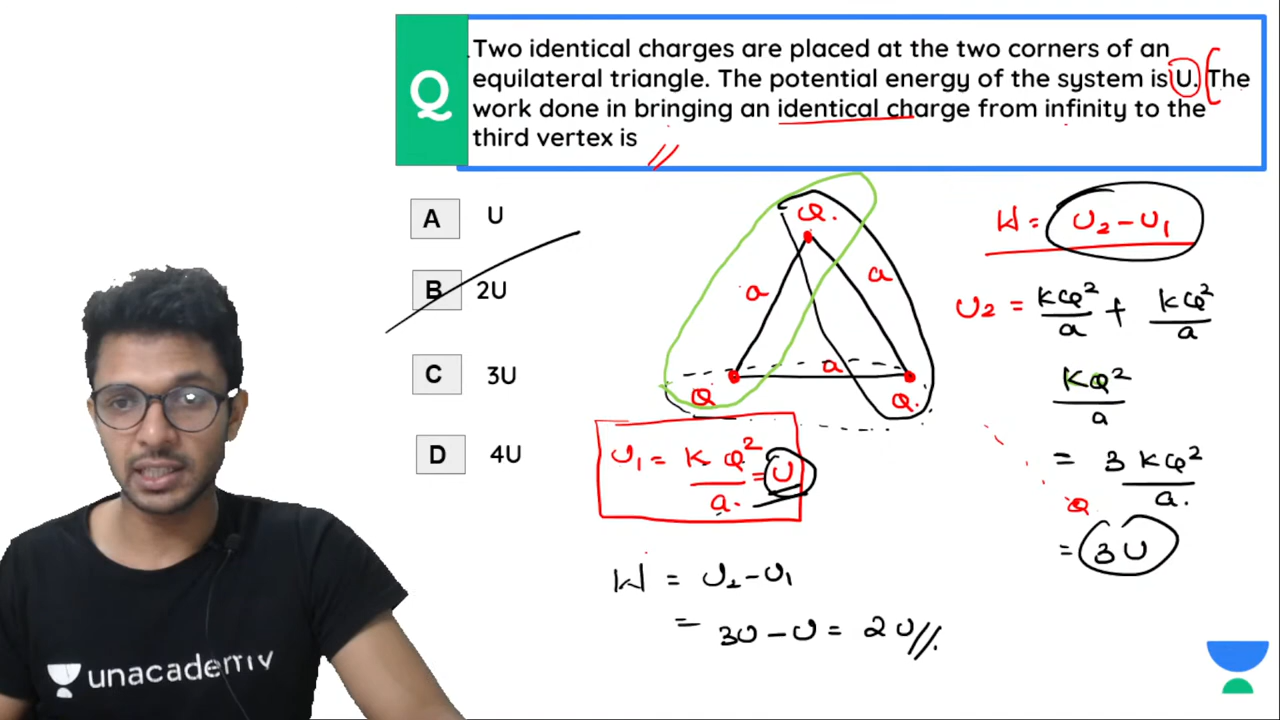 Q
Two identical charges are placed at the two corners of an
equilateral triangle. The potential energy of the system is U. The
work done in bringing an identical charge from infinity to the
third vertex is
A U
B 2U
C 3U
D 4U
Q.
a
a
a
Q
Q.
U₁ = KQ²/a. = U
W = U₂-U₁
= 3U - U = 2U//.
W = U₂-U₁
U₂ = KQ²/a + KQ²/a
KQ²/a
= 3 KQ²/a.
Q
= 3U
unacademy